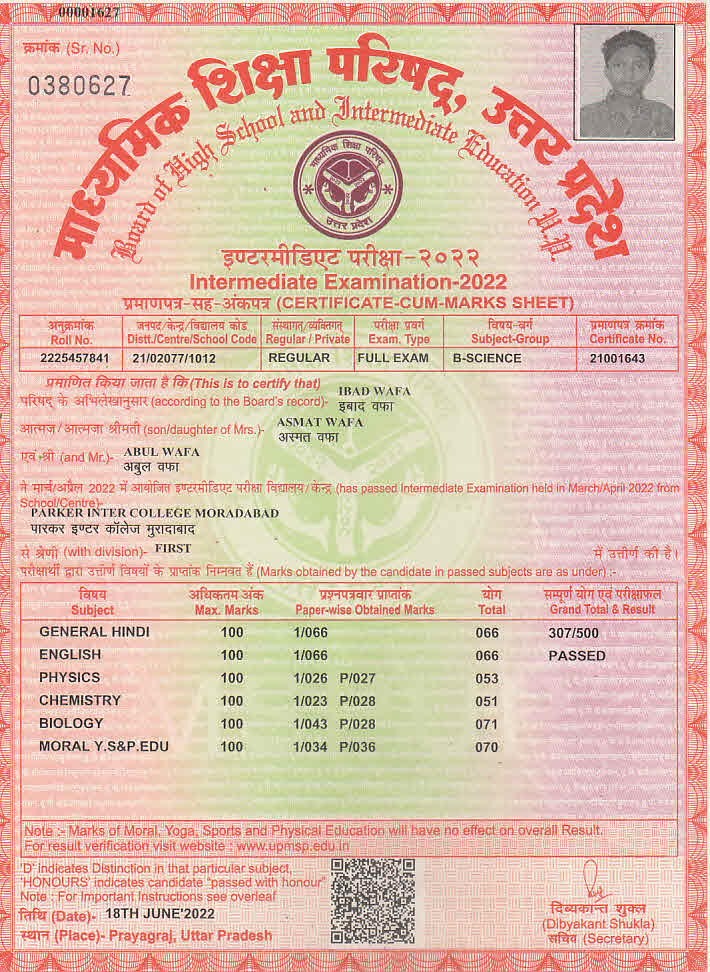 00001627
क्रमांक (Sr. No.)
0380627
माध्यमिक शिक्षा परिषद्, उत्तर प्रदेश
Board of High School and Intermediate Education U.P.
माध्यमिक शिक्षा परिषद्
उत्तर प्रदेश
इण्टरमीडिएट परीक्षा-२०२२
Intermediate Examination-2022
प्रमाणपत्र-सह-अंकपत्र (CERTIFICATE-CUM-MARKS SHEET)
अनुक्रमांक जनपद/केन्द्र/विद्यालय कोड संस्थागत/व्यक्तिगत परीक्षा प्रवर्ग विषय-वर्ग प्रमाणपत्र क्रमांक
Roll No. Distt./Centre/School Code Regular / Private Exam. Type Subject-Group Certificate No.
2225457841 21/02077/1012 REGULAR FULL EXAM B-SCIENCE 21001643
प्रमाणित किया जाता है कि (This is to certify that)
IBAD WAFA
परिषद् के अभिलेखानुसार (according to the Board's record)- इबाद वफा
ASMAT WAFA
आत्मज/आत्मजा श्रीमती (son/daughter of Mrs.)- अस्मत वफा
ABUL WAFA
एवं श्री (and Mr.)- अबुल वफा
ने मार्च/अप्रैल 2022 में आयोजित इण्टरमीडिएट परीक्षा विद्यालय/केन्द्र (has passed Intermediate Examination held in March/April 2022 from
School/Centre)-
PARKER INTER COLLEGE MORADABAD
पारकर इण्टर कॉलेज मुरादाबाद
से श्रेणी (with division)- FIRST में उत्तीर्ण की है।
परीक्षार्थी द्वारा उत्तीर्ण विषयों के प्राप्तांक निम्नवत हैं (Marks obtained by the candidate in passed subjects are as under) :-
विषय अधिकतम अंक प्रश्नपत्रवार प्राप्तांक योग सम्पूर्ण योग एवं परीक्षाफल
Subject Max. Marks Paper-wise Obtained Marks Total Grand Total & Result
GENERAL HINDI 100 1/066 066 307/500
ENGLISH 100 1/066 066 PASSED
PHYSICS 100 1/026 P/027 053
CHEMISTRY 100 1/023 P/028 051
BIOLOGY 100 1/043 P/028 071
MORAL Y.S&P.EDU 100 1/034 P/036 070
Note :- Marks of Moral, Yoga, Sports and Physical Education will have no effect on overall Result.
For result verification visit website : www.upmsp.edu.in
'D' indicates Distinction in that particular subject,
'HONOURS' indicates candidate "passed with honour"
Note : For Important Instructions see overleaf
तिथि (Date)- 18TH JUNE'2022
स्थान (Place)- Prayagraj, Uttar Pradesh
दिव्यकान्त शुक्ल
(Dibyakant Shukla)
सचिव (Secretary)